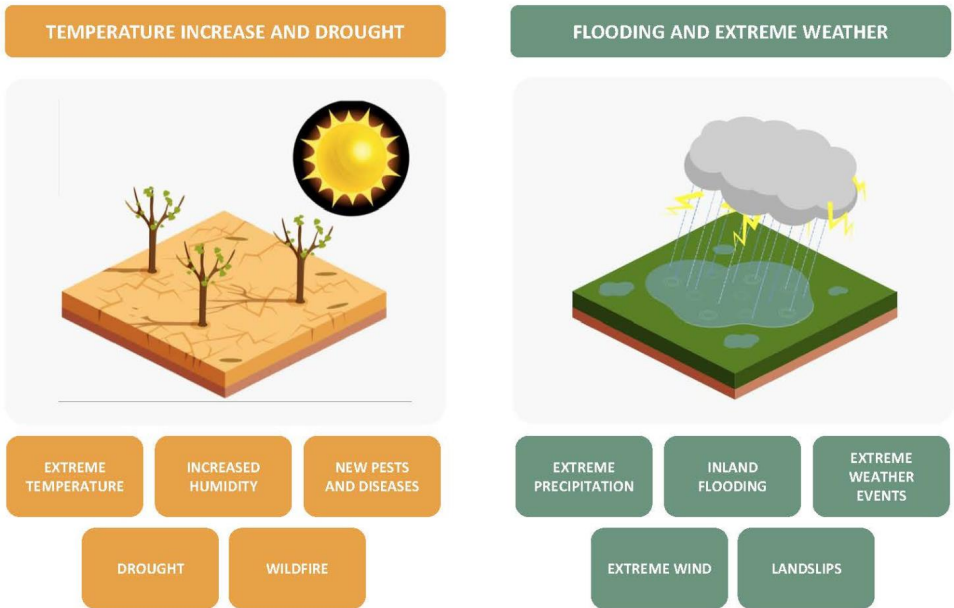 TEMPERATURE INCREASE AND DROUGHT
FLOODING AND EXTREME WEATHER
EXTREME
TEMPERATURE
INCREASED
HUMIDITY
NEW PESTS
AND DISEASES
DROUGHT
WILDFIRE
EXTREME
PRECIPITATION
INLAND
FLOODING
EXTREME
WEATHER
EVENTS
EXTREME WIND
LANDSLIPS